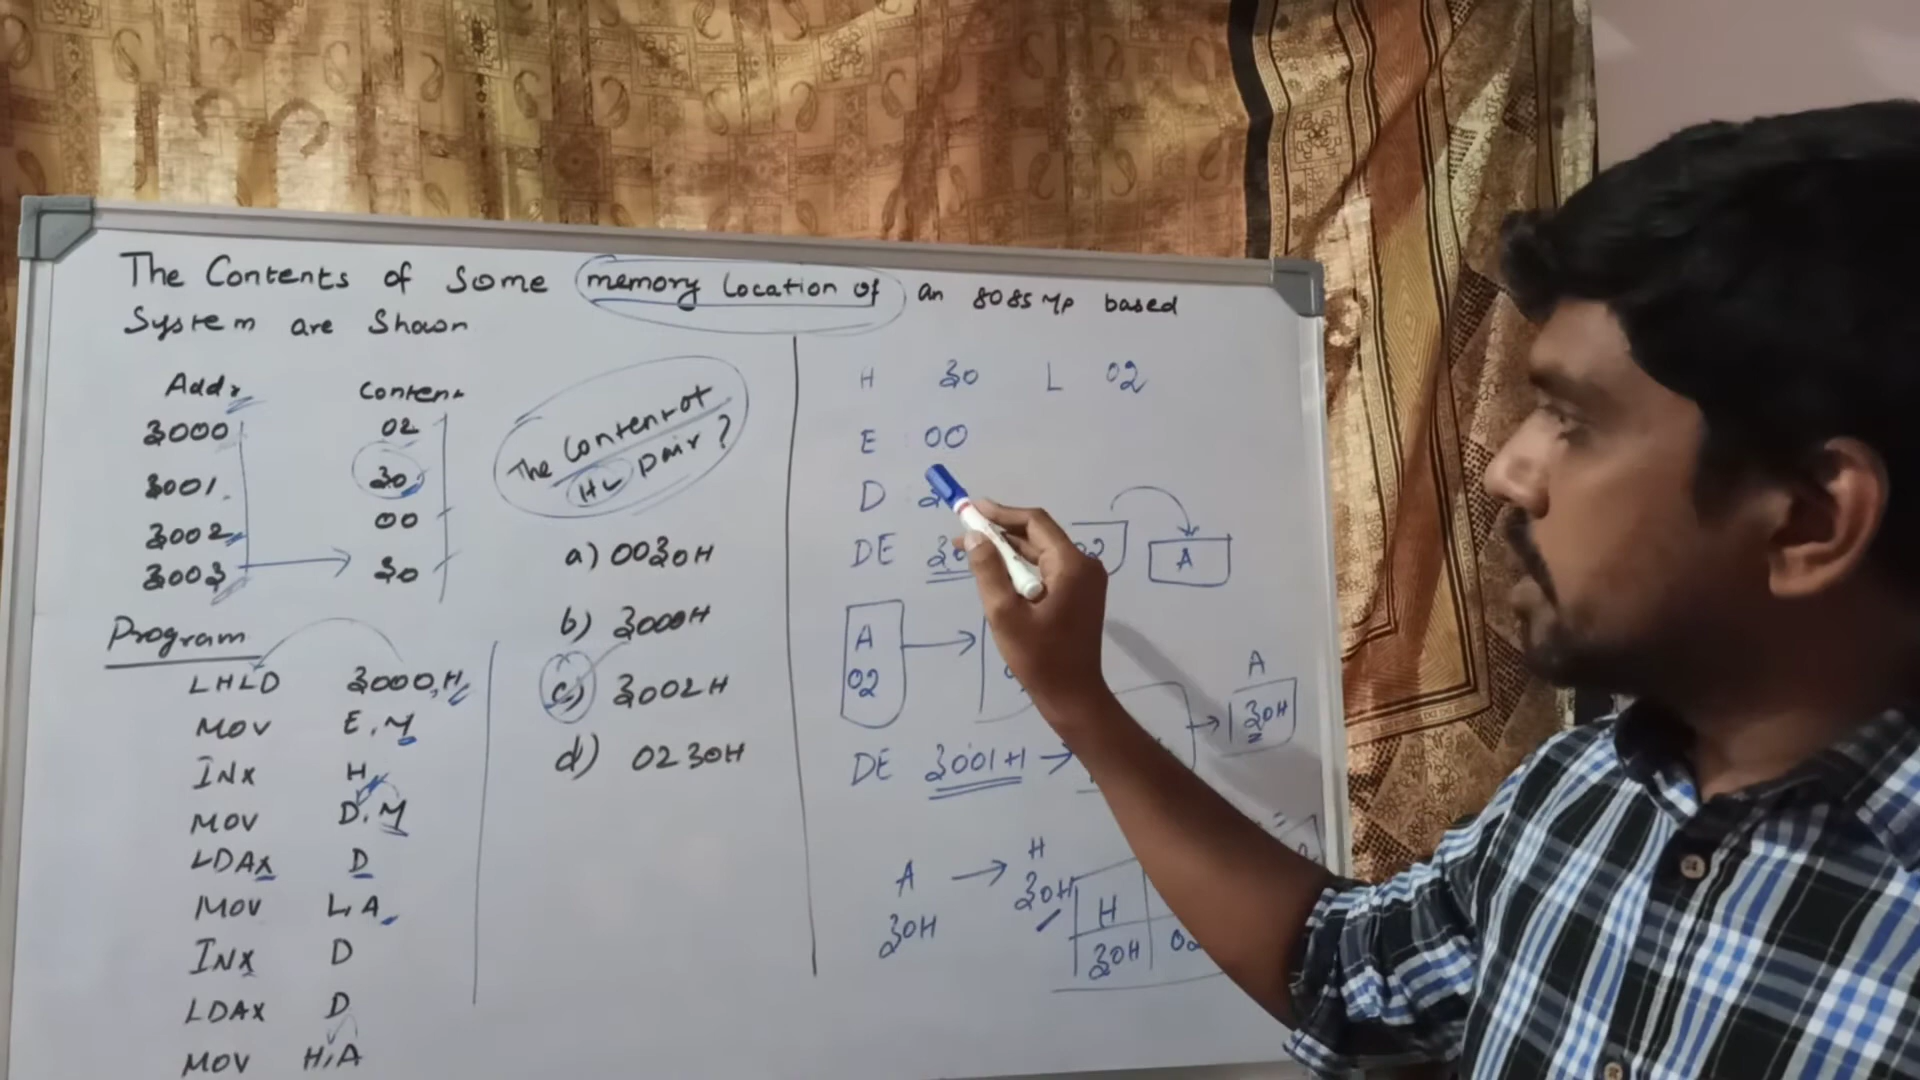 The Contents of Some memory Location of an 8085 μp based
System are Shown
Addr Content
3000 02
3001 30
3002 00
3003 30
The Content of
HL pair ?
a) 0030H
b) 3000H
c) 3002H
d) 0230H
Program
LHLD 3000,H
MOV E,M
INX H
MOV D,M
LDAX D
MOV L,A
INX D
LDAX D
MOV H,A
H 30 L 02
E 00
D
DE 02 A
A
02
A
30H
DE 3001H
A H
30H 30H
H
30H 02